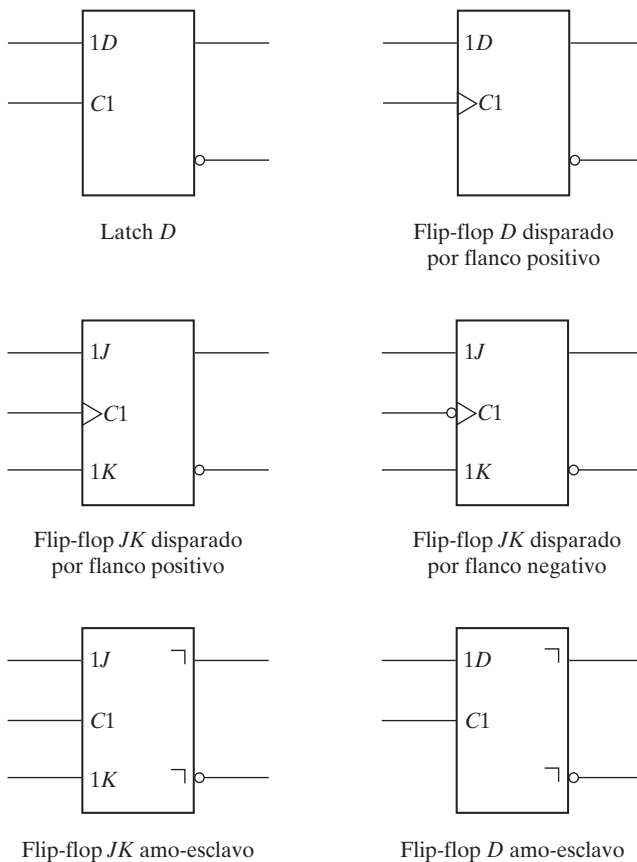 1D
C1
Latch D
1D
C1
Flip-flop D disparado
por flanco positivo
1J
C1
1K
Flip-flop JK disparado
por flanco positivo
1J
C1
1K
Flip-flop JK disparado
por flanco negativo
1J
C1
1K
Flip-flop JK amo-esclavo
1D
C1
Flip-flop D amo-esclavo